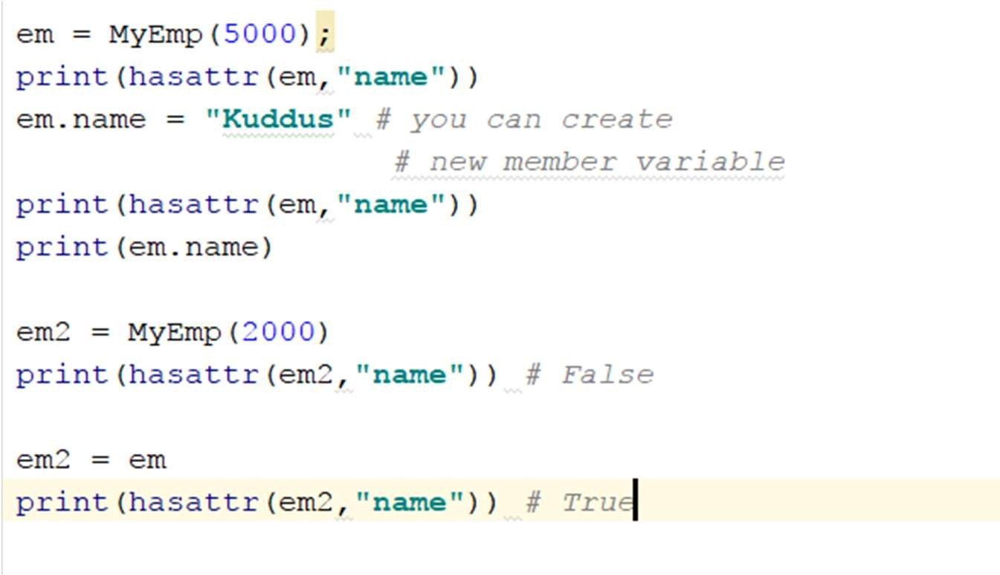 em = MyEmp(5000);
print(hasattr(em,"name"))
em.name = "Kuddus" # you can create
# new member variable
print(hasattr(em,"name"))
print(em.name)
em2 = MyEmp(2000)
print(hasattr(em2,"name")) # False
em2 = em
print(hasattr(em2,"name")) # True